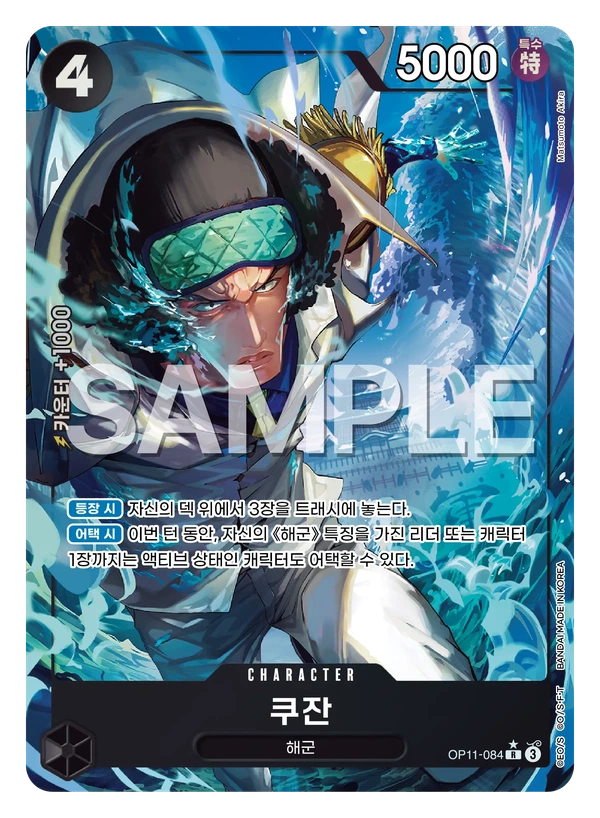 4
5000
특수
特
Matsumoto Akira
카운터 +1000
SAMPLE
등장 시 자신의 덱 위에서 3장을 트래시에 놓는다.
어택 시 이번 턴 동안, 자신의 《해군》 특징을 가진 리더 또는 캐릭터
1장까지는 액티브 상태인 캐릭터도 어택할 수 있다.
CHARACTER
쿠잔
해군
OP11-084 R 3
©EO/S ©O/S·F·T BANDAI MADE IN KOREA